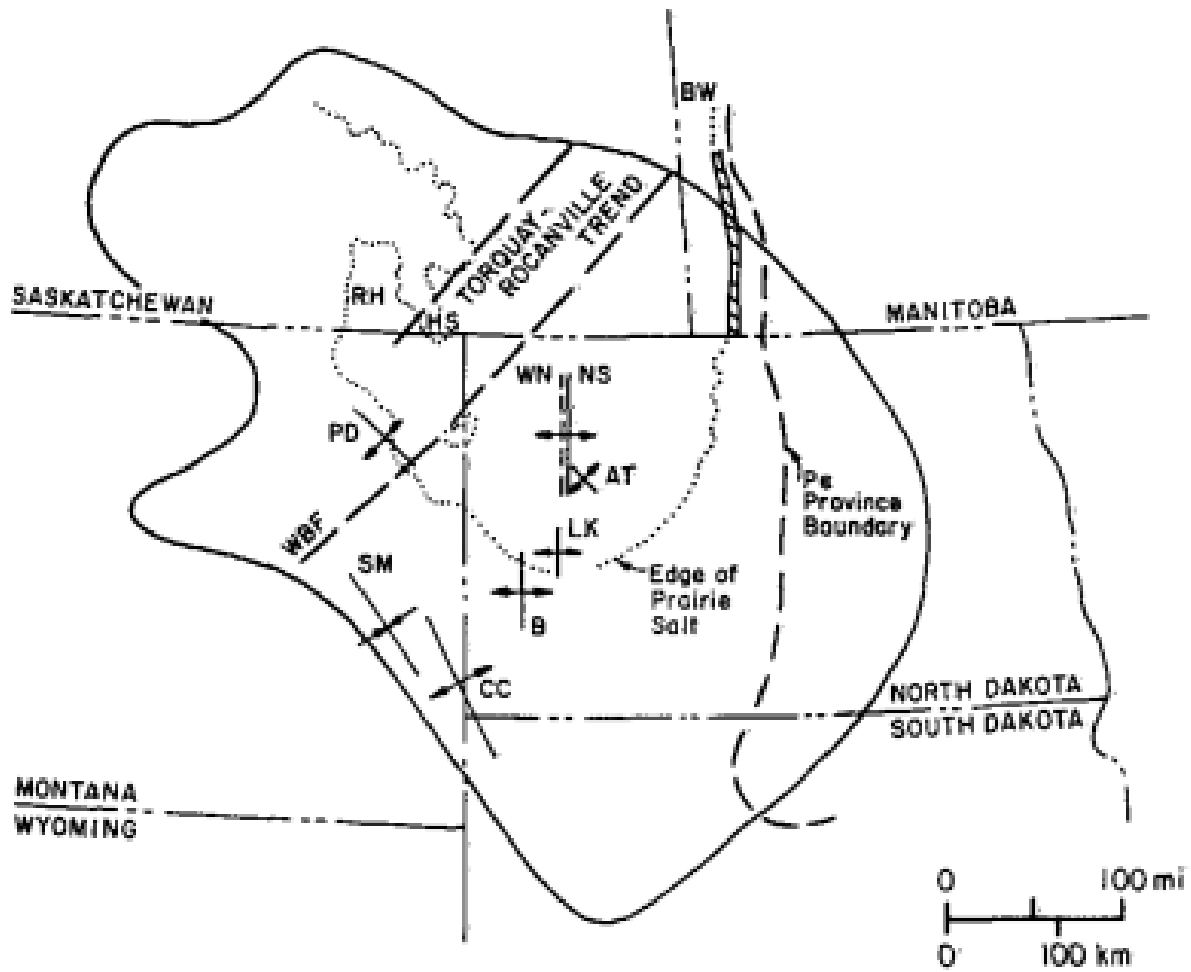 BW
TORQUAY-
ROCANVILLE
TREND
RH
SASKATCHEWAN
HS
MANITOBA
WN
NS
PD
AT
Pє
Province
Boundary
WBF
LK
SM
Edge of
Prairie
Salt
B
CC
NORTH DAKOTA
SOUTH DAKOTA
MONTANA
WYOMING
0 100 mi
0 100 km